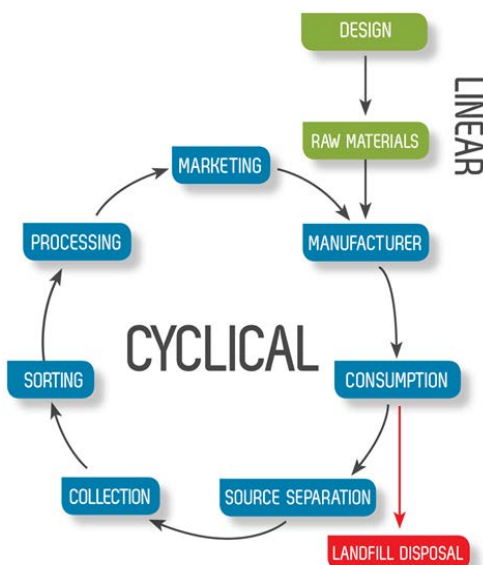 DESIGN
LINEAR
RAW MATERIALS
MARKETING
MANUFACTURER
PROCESSING
CYCLICAL
CONSUMPTION
SORTING
COLLECTION
SOURCE SEPARATION
LANDFILL DISPOSAL